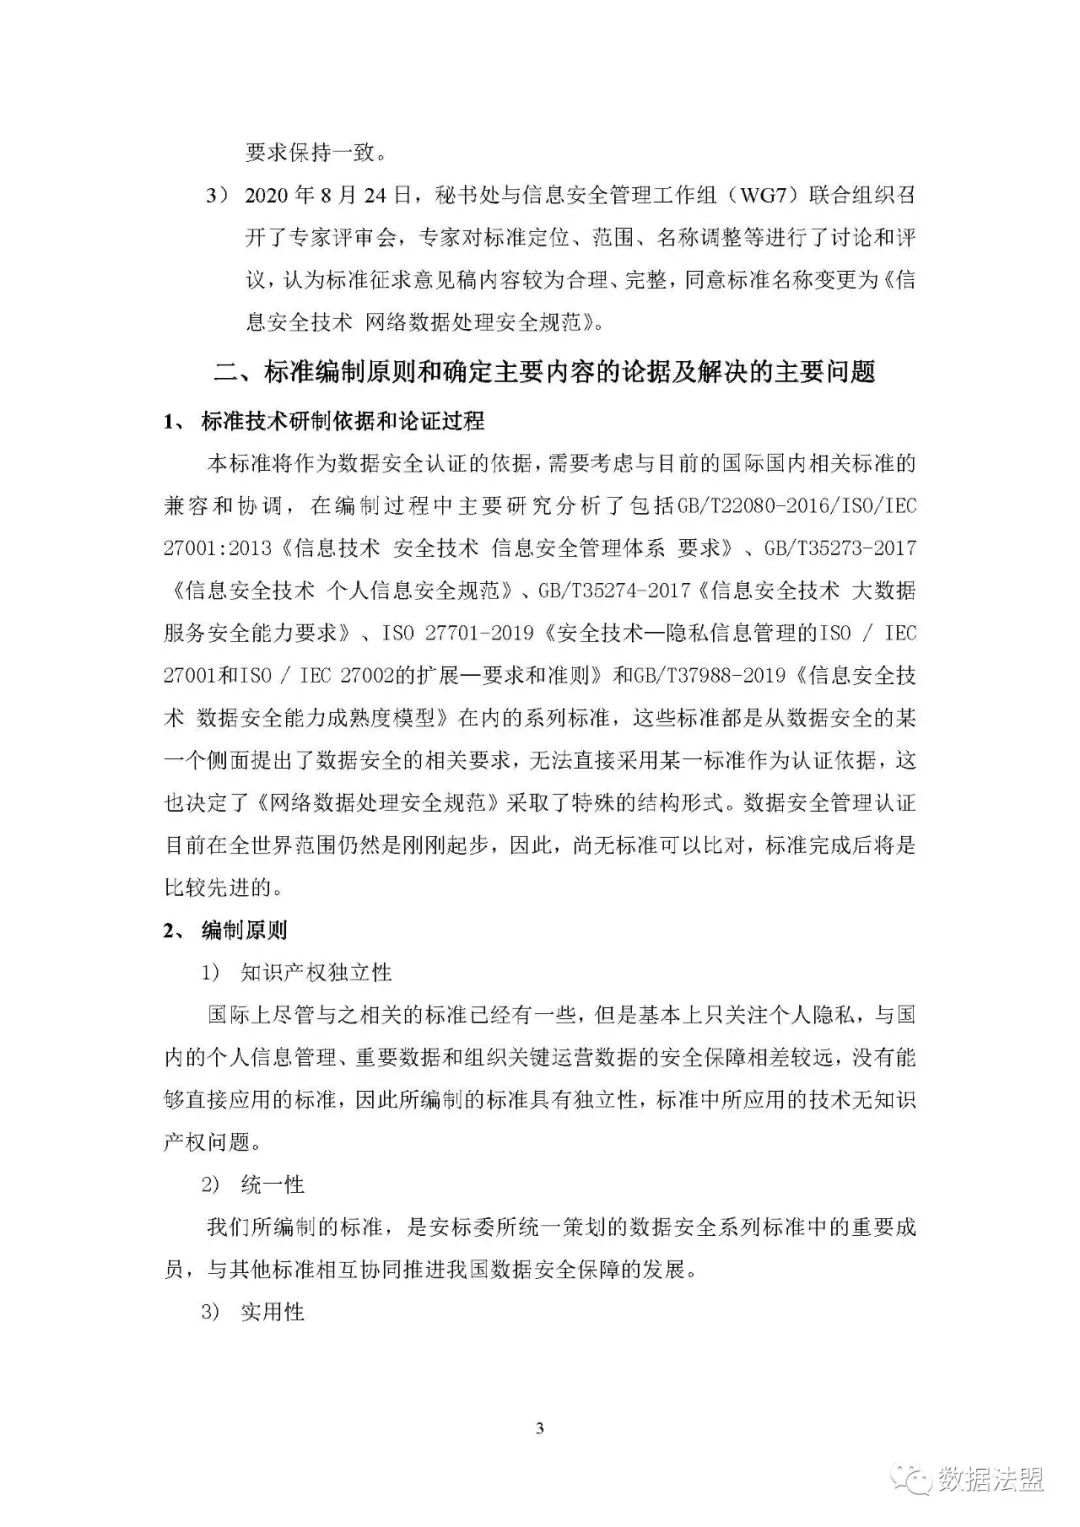 要求保持一致。
3） 2020 年 8 月 24 日，秘书处与信息安全管理工作组（WG7）联合组织召
开了专家评审会，专家对标准定位、范围、名称调整等进行了讨论和评
议，认为标准征求意见稿内容较为合理、完整，同意标准名称变更为《信
息安全技术 网络数据处理安全规范》。
二、标准编制原则和确定主要内容的论据及解决的主要问题
1、 标准技术研制依据和论证过程
本标准将作为数据安全认证的依据，需要考虑与目前的国际国内相关标准的
兼容和协调，在编制过程中主要研究分析了包括GB/T22080-2016/ISO/IEC
27001:2013《信息技术 安全技术 信息安全管理体系 要求》、GB/T35273-2017
《信息安全技术 个人信息安全规范》、GB/T35274-2017《信息安全技术 大数据
服务安全能力要求》、ISO 27701-2019《安全技术—隐私信息管理的ISO / IEC
27001和ISO / IEC 27002的扩展—要求和准则》和GB/T37988-2019《信息安全技
术 数据安全能力成熟度模型》在内的系列标准，这些标准都是从数据安全的某
一个侧面提出了数据安全的相关要求，无法直接采用某一标准作为认证依据，这
也决定了《网络数据处理安全规范》采取了特殊的结构形式。数据安全管理认证
目前在全世界范围仍然是刚刚起步，因此，尚无标准可以比对，标准完成后将是
比较先进的。
2、 编制原则
1） 知识产权独立性
国际上尽管与之相关的标准已经有一些，但是基本上只关注个人隐私，与国
内的个人信息管理、重要数据和组织关键运营数据的安全保障相差较远，没有能
够直接应用的标准，因此所编制的标准具有独立性，标准中所应用的技术无知识
产权问题。
2） 统一性
我们所编制的标准，是安标委所统一策划的数据安全系列标准中的重要成
员，与其他标准相互协同推进我国数据安全保障的发展。
3） 实用性
3
数据法盟